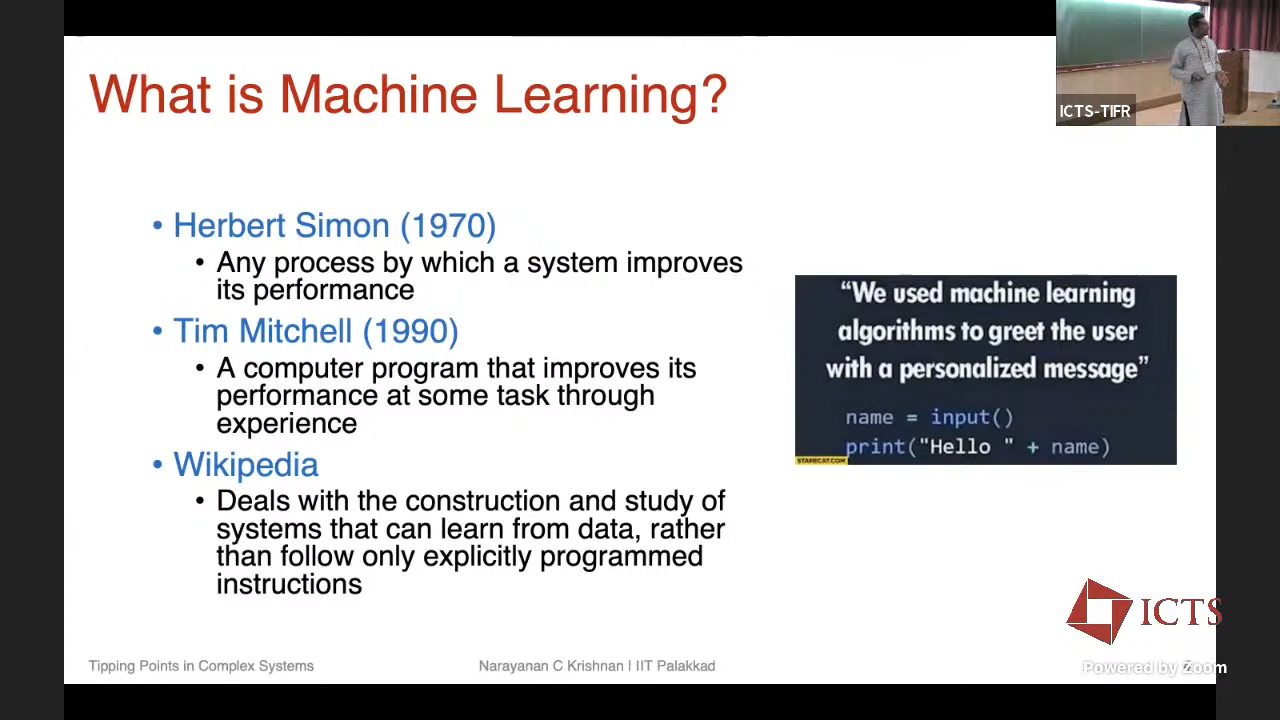 What is Machine Learning?
ICTS-TIFR
• Herbert Simon (1970)
• Any process by which a system improves
its performance
• Tim Mitchell (1990)
• A computer program that improves its
performance at some task through
experience
• Wikipedia
• Deals with the construction and study of
systems that can learn from data, rather
than follow only explicitly programmed
instructions
“We used machine learning
algorithms to greet the user
with a personalized message”
name = input()
print("Hello " + name)
STARECAT.COM
ICTS
Tipping Points in Complex Systems
Narayanan C Krishnan | IIT Palakkad
Powered by Zoom